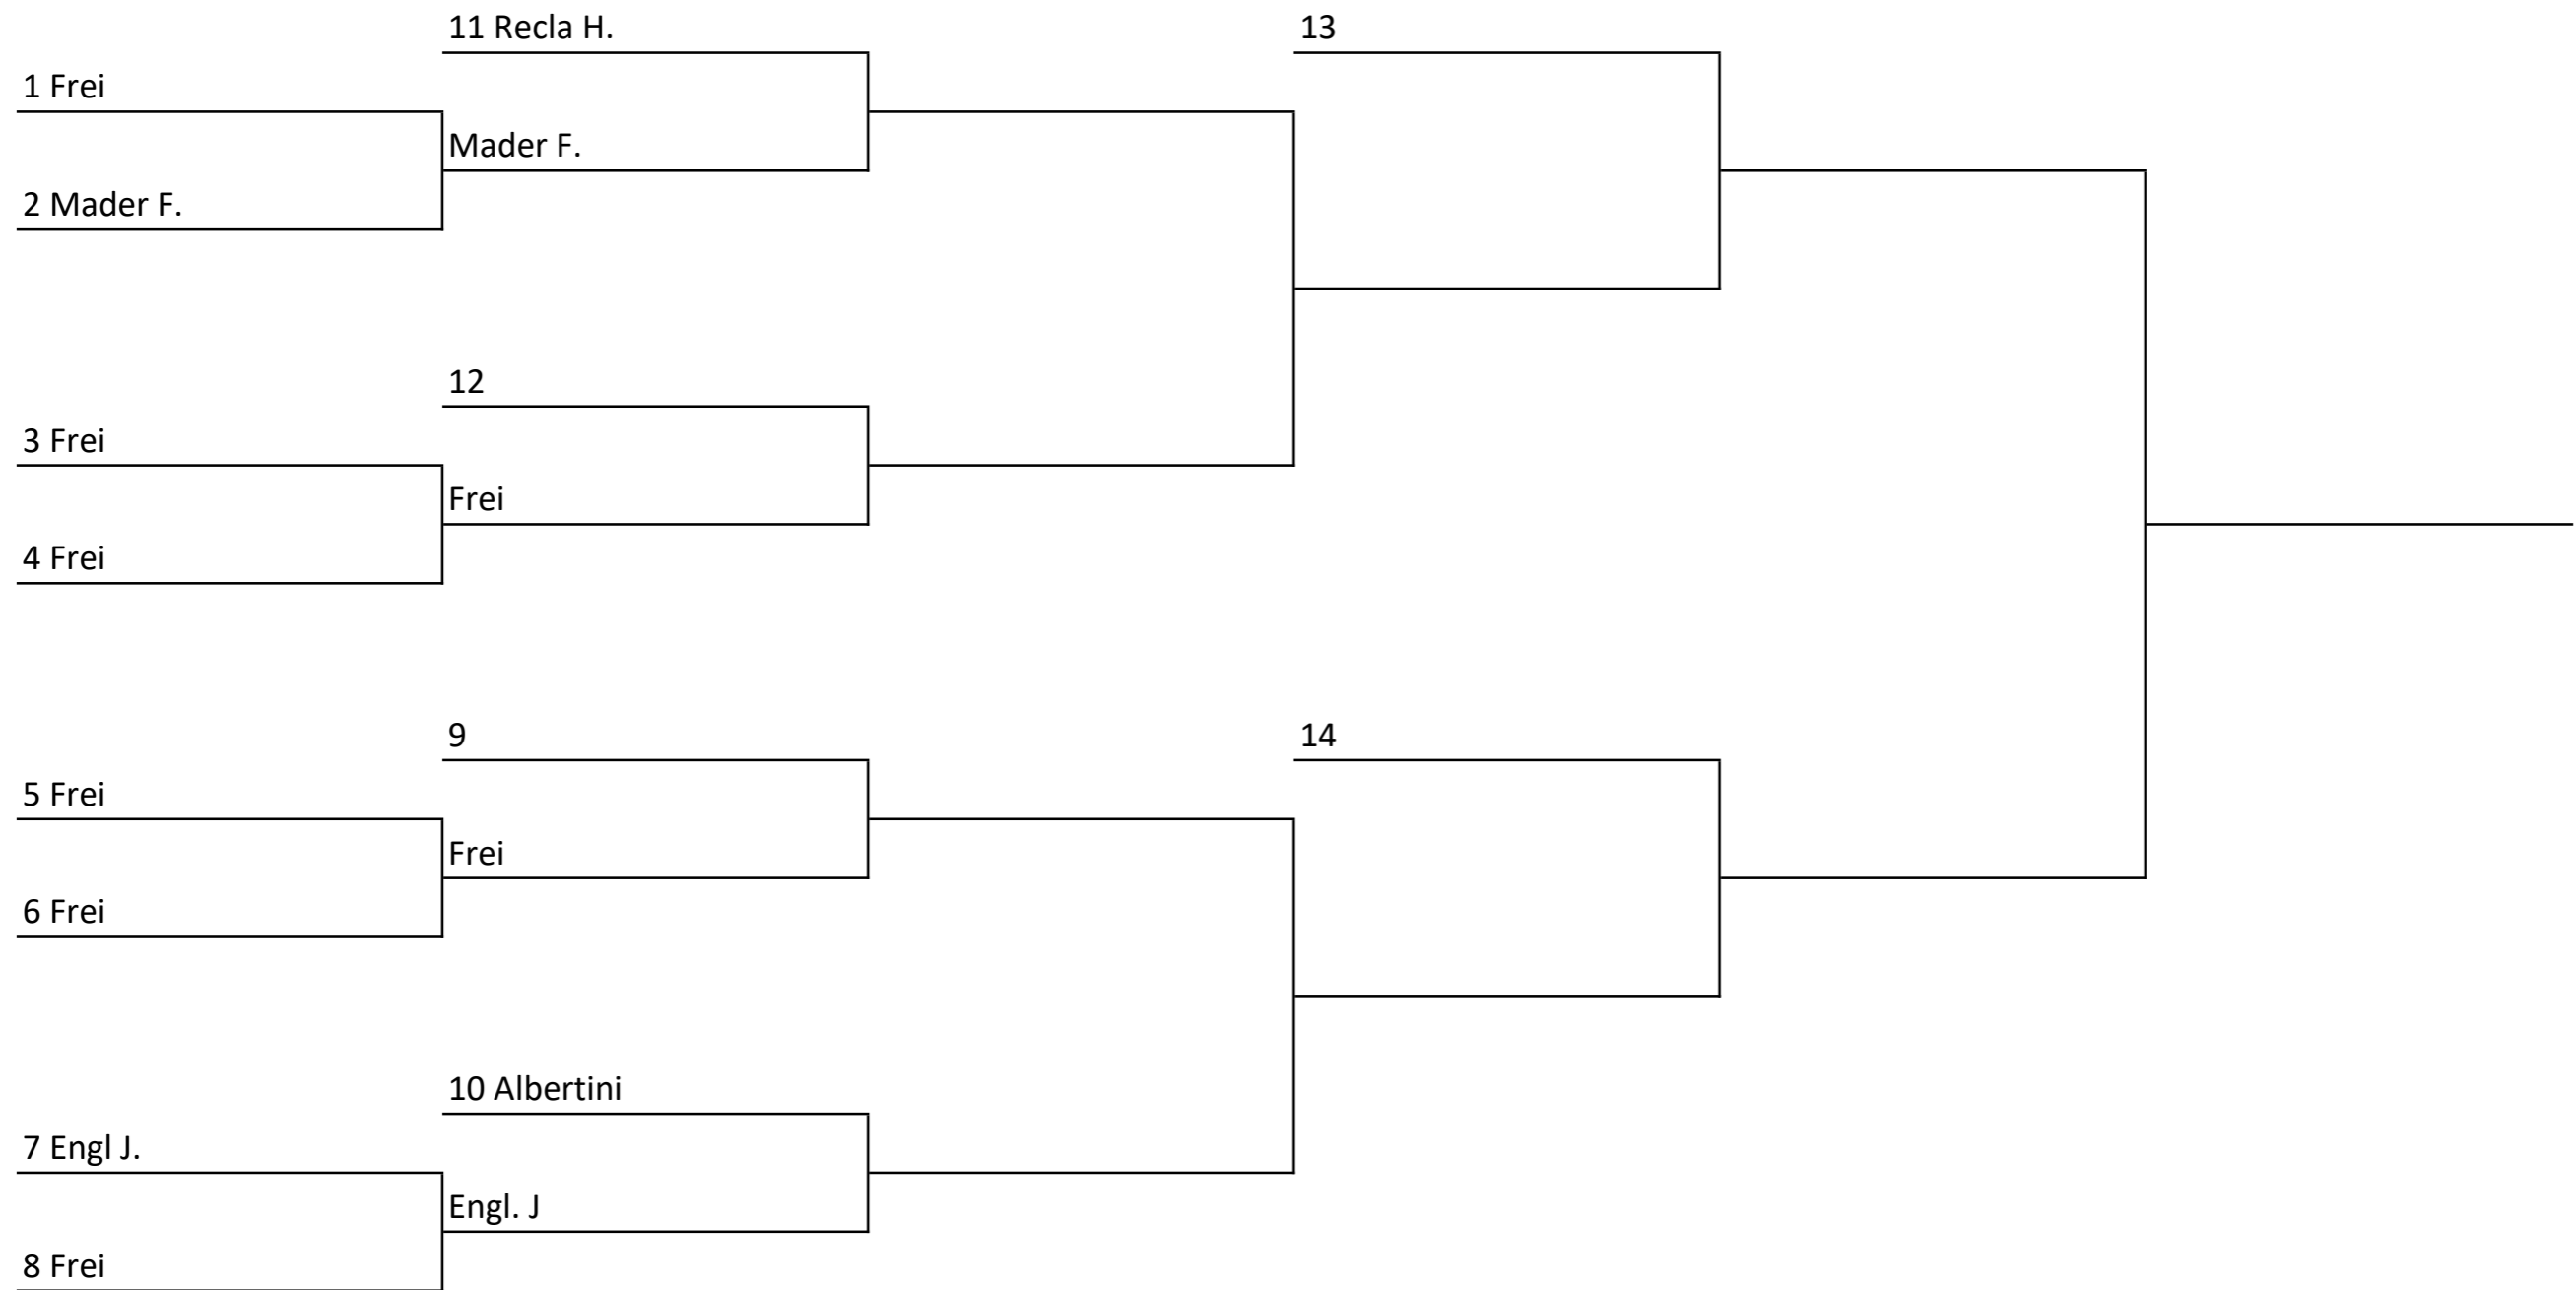 11 Recla H.
13
1 Frei
Mader F.
2 Mader F.
12
3 Frei
Frei
4 Frei
9
14
5 Frei
Frei
6 Frei
10 Albertini
7 Engl J.
Engl. J
8 Frei